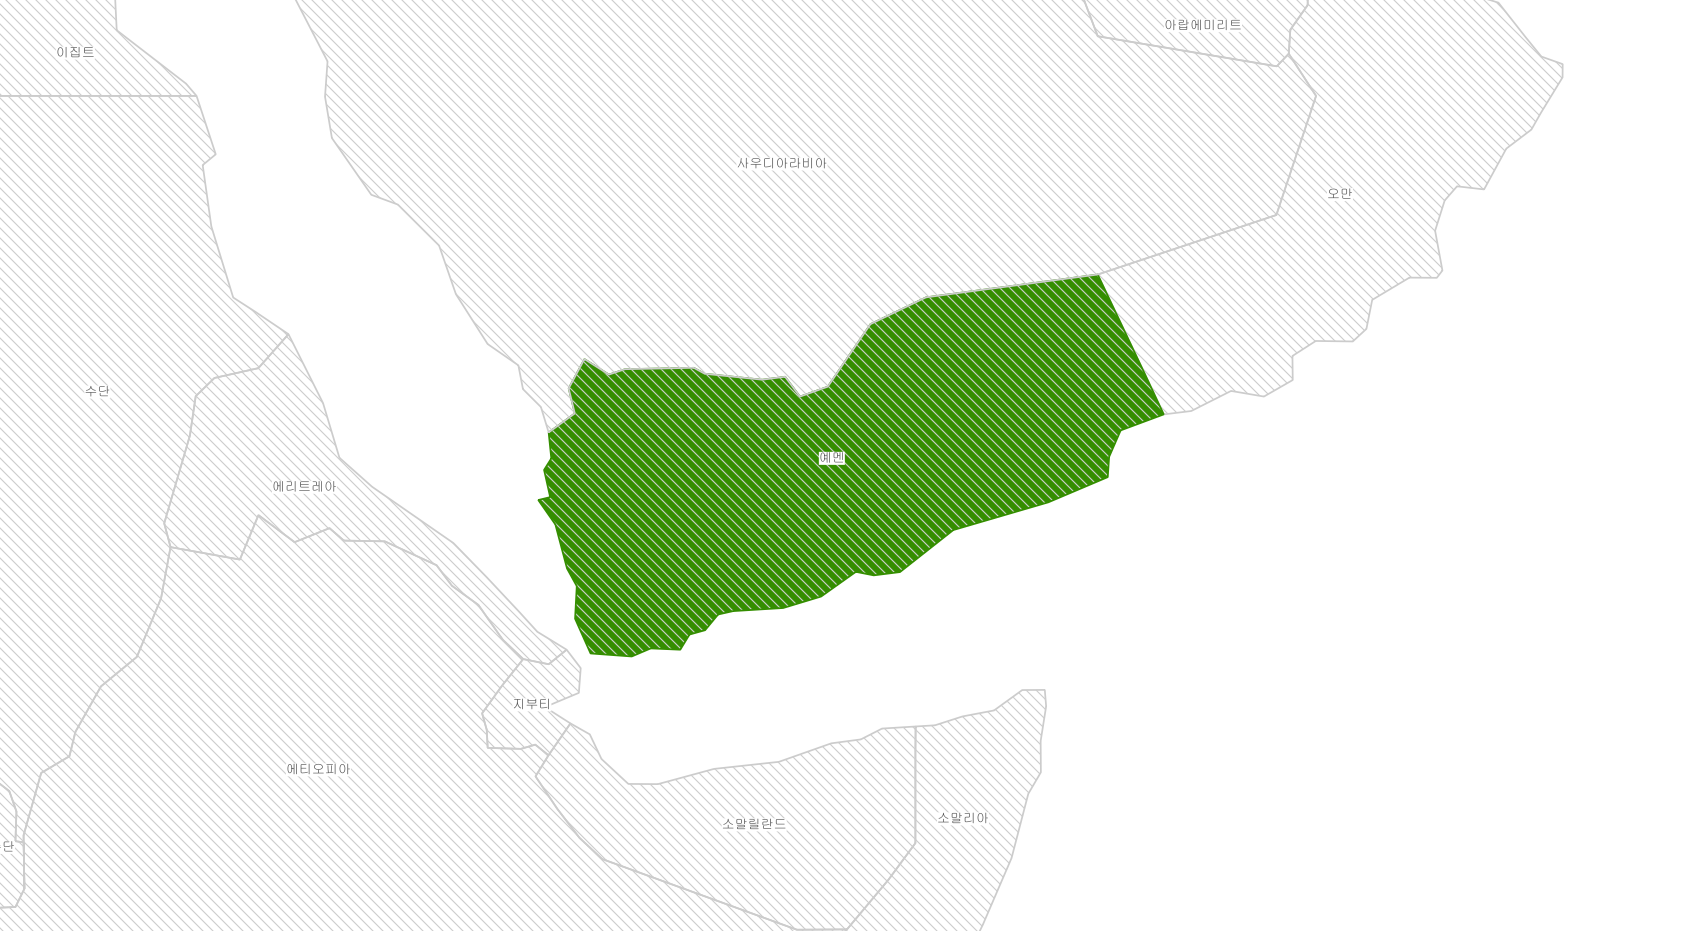 아랍에미리트
이집트
사우디아라비아
오만
수단
예멘
에리트레아
지부티
에티오피아
소말리아
소말릴란드
단